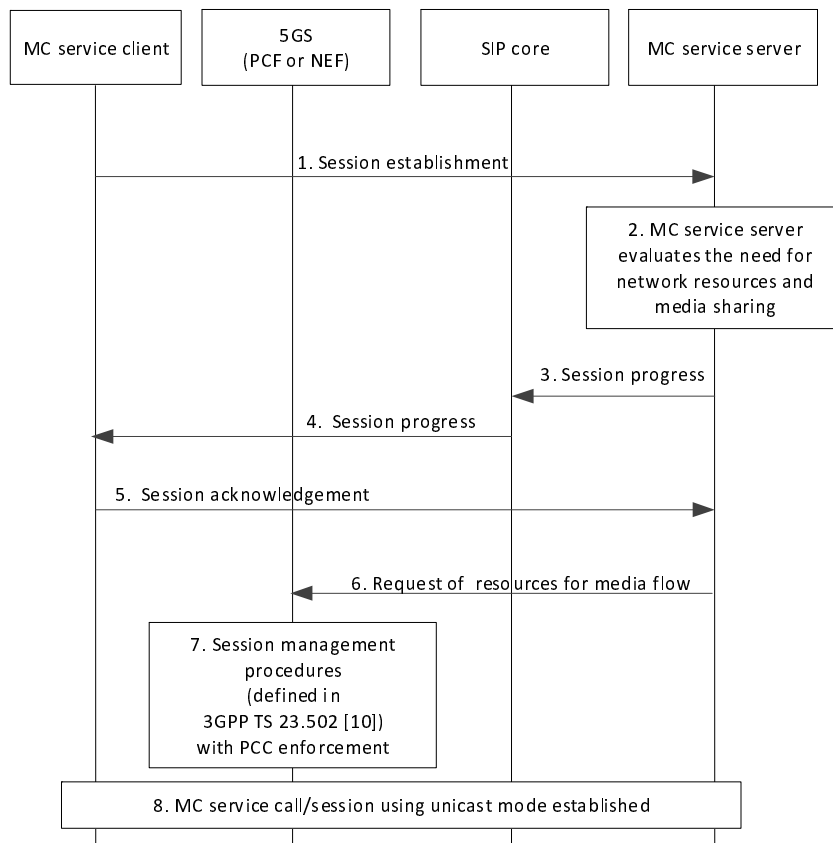 MC service client
5GS
(PCF or NEF)
SIP core
MC service server
1. Session establishment
2. MC service server
evaluates the need for
network resources and
media sharing
3. Session progress
4. Session progress
5. Session acknowledgement
6. Request of resources for media flow
7. Session management
procedures
(defined in
3GPP TS 23.502 [10])
with PCC enforcement
8. MC service call/session using unicast mode established